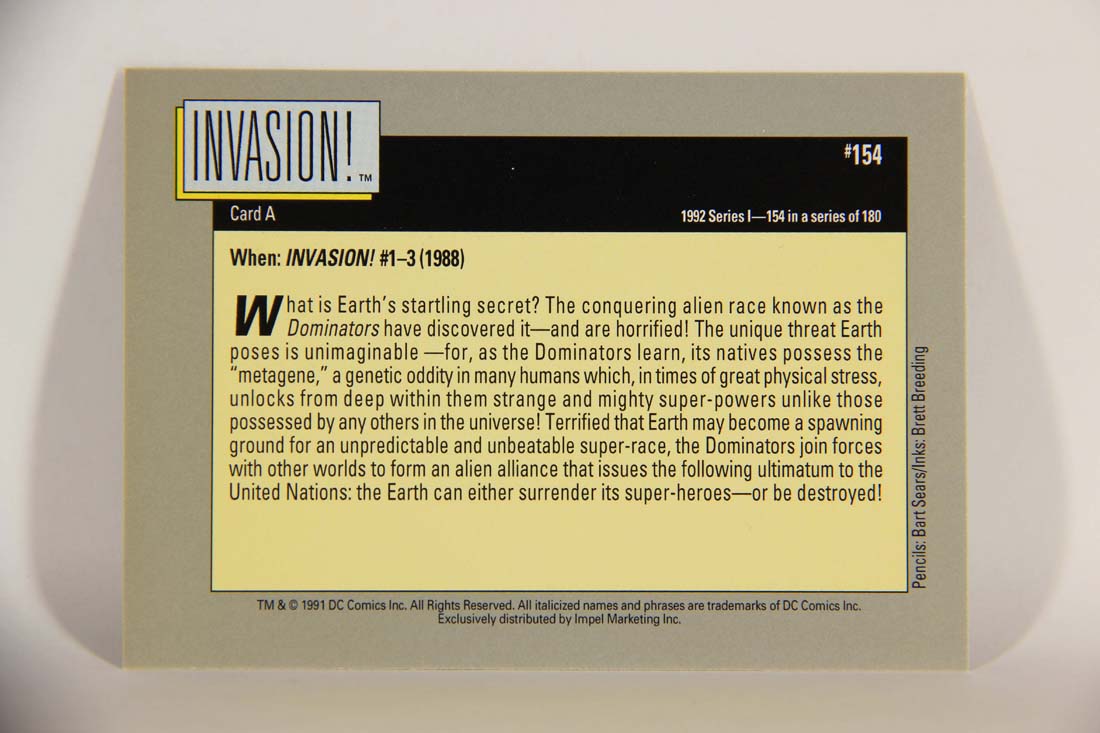 INVASION! TM
#154
Card A
1992 Series I—154 in a series of 180
When: INVASION! #1–3 (1988)
What is Earth's startling secret? The conquering alien race known as the
Dominators have discovered it—and are horrified! The unique threat Earth
poses is unimaginable —for, as the Dominators learn, its natives possess the
"metagene," a genetic oddity in many humans which, in times of great physical stress,
unlocks from deep within them strange and mighty super-powers unlike those
possessed by any others in the universe! Terrified that Earth may become a spawning
ground for an unpredictable and unbeatable super-race, the Dominators join forces
with other worlds to form an alien alliance that issues the following ultimatum to the
United Nations: the Earth can either surrender its super-heroes—or be destroyed!
Pencils: Bart Sears/Inks: Brett Breeding
TM & © 1991 DC Comics Inc. All Rights Reserved. All italicized names and phrases are trademarks of DC Comics Inc.
Exclusively distributed by Impel Marketing Inc.